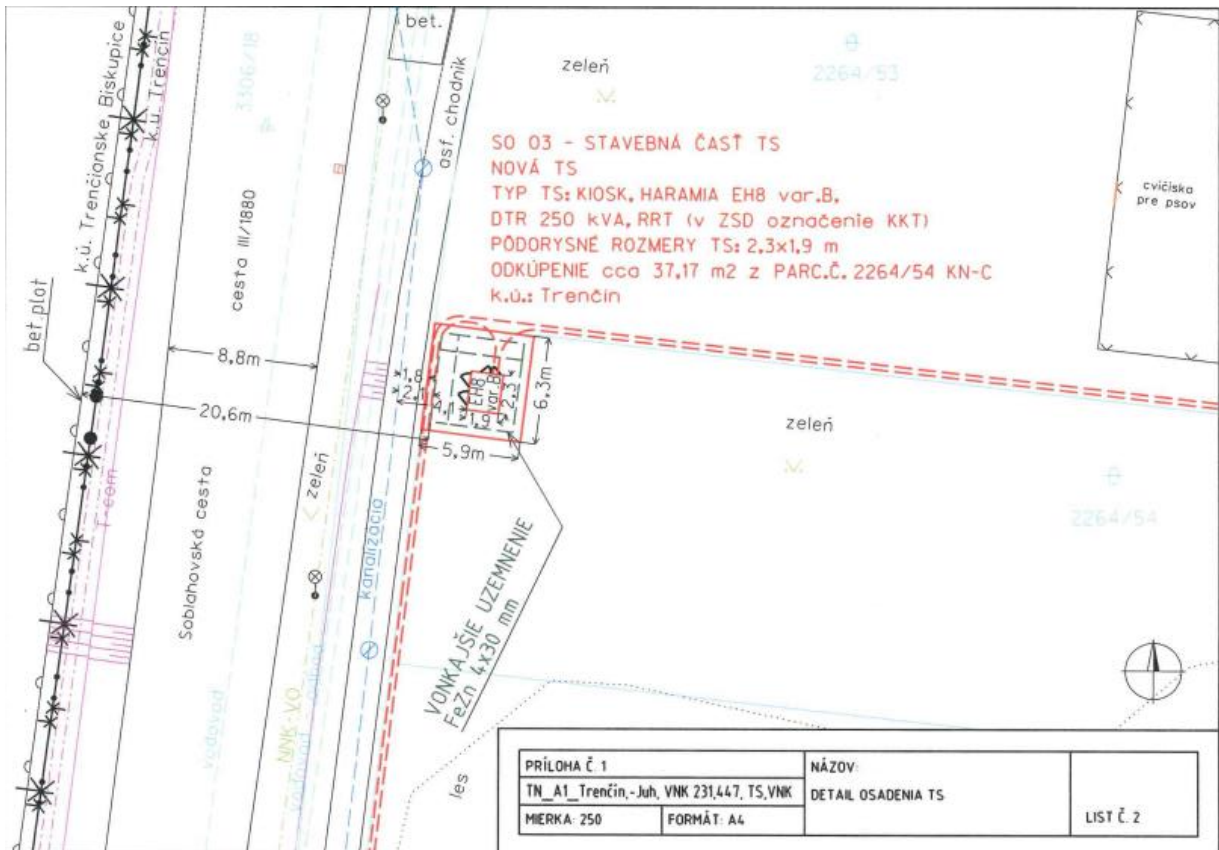 bet.
k.ú. Trenčianske Biskupice
k.ú. Trenčín
3306/18
asf. chodník
zeleň
2264/53
SO 03 - STAVEBNÁ ČASŤ TS
NOVÁ TS
TYP TS: KIOSK, HARAMIA EH8 var.B,
DTR 250 kVA, RRT (v ZSD označenie KKT)
PÔDORYSNÉ ROZMERY TS: 2,3x1,9 m
ODKÚPENIE cca 37,17 m2 z PARC.Č. 2264/54 KN-C
k.ú.: Trenčín
cvičiska
pre psov
cesta III/1880
bet.plot
8,8m
1,8
2,1
EH8
var.B
2,3
6,3m
20,6m
1,9
5,9m
zeleň
zeleň
T-com
Soblahovská cesta
kanalizácia
2264/54
VONKAJŠIE UZEMNENIE
FeZn 4x30 mm
vodovod
NNK-VO
les
PRÍLOHA Č. 1
TN_A1_Trenčín,-Juh, VNK 231,447, TS,VNK
MIERKA: 250
FORMÁT: A4
NÁZOV:
DETAIL OSADENIA TS
LIST Č. 2